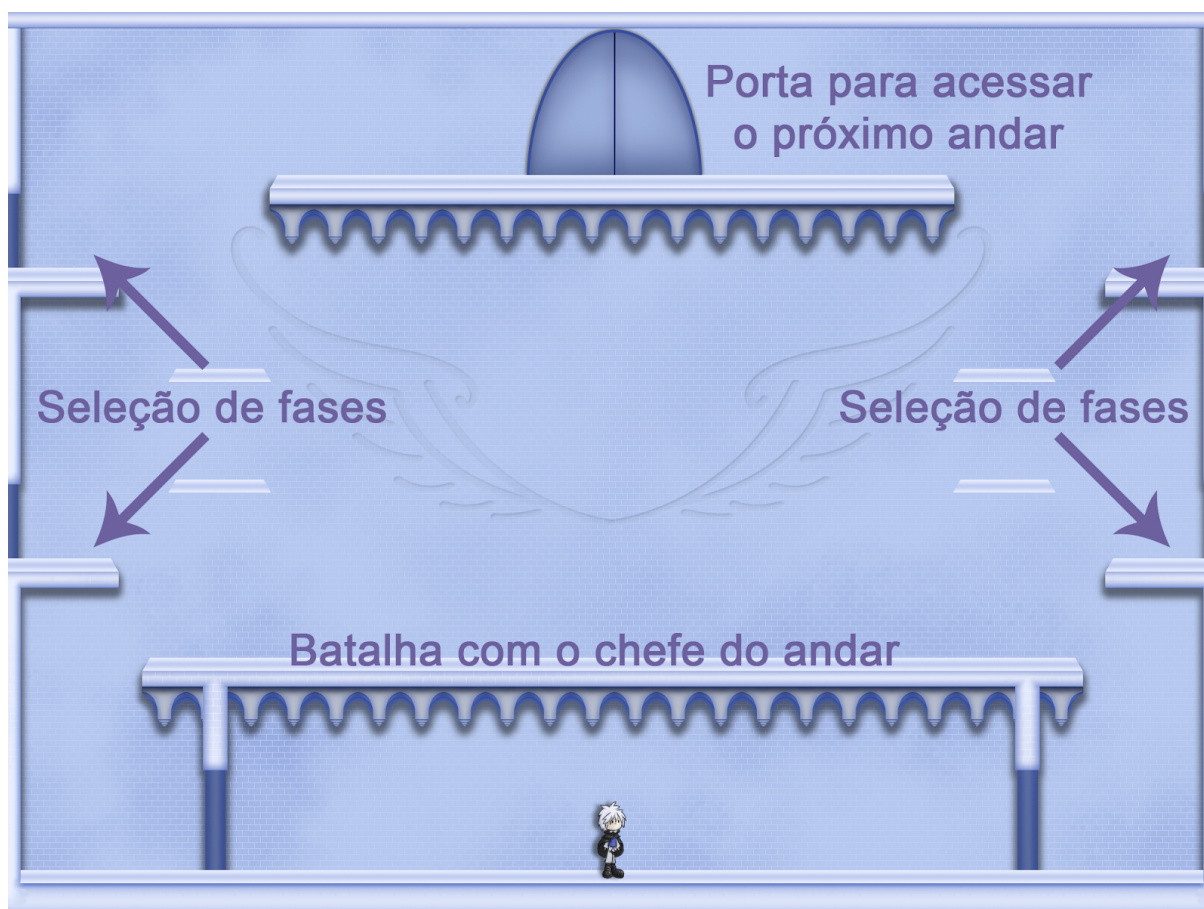 Porta para acessar
o próximo andar
Seleção de fases
Seleção de fases
Batalha com o chefe do andar